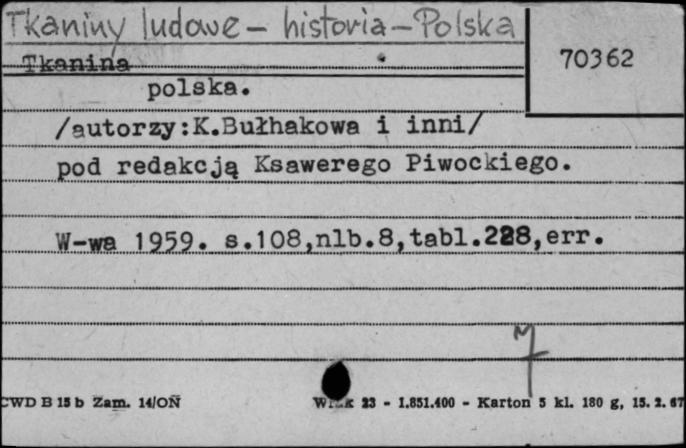 Tkaniny ludowe - historia - Polska
70362
Tkanina
polska.
/autorzy:K.Bułhakowa i inni/
pod redakcją Ksawerego Piwockiego.
W-wa 1959. s.108,nlb.8,tabl.228,err.
CWD B 15 b Zam. 14/OŃ
23 - 1.851.400 - Karton 5 kl. 180 g, 15.2.67